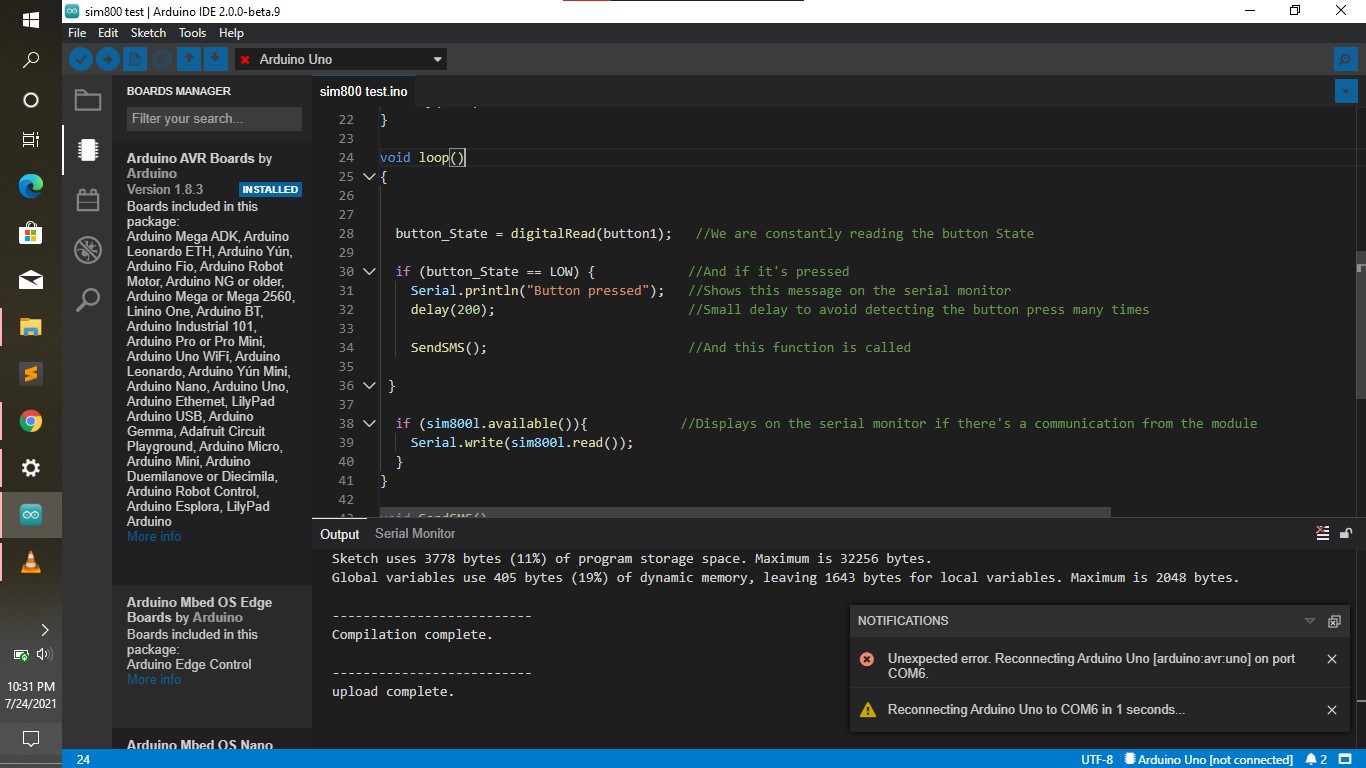 sim800 test | Arduino IDE 2.0.0-beta.9
File Edit Sketch Tools Help
Arduino Uno
BOARDS MANAGER
Filter your search...
Arduino AVR Boards by
Arduino
Version 1.8.3 INSTALLED
Boards included in this
package:
Arduino Mega ADK, Arduino
Leonardo ETH, Arduino Yún,
Arduino Fio, Arduino Robot
Motor, Arduino NG or older,
Arduino Mega or Mega 2560,
Linino One, Arduino BT,
Arduino Industrial 101,
Arduino Pro or Pro Mini,
Arduino Uno WiFi, Arduino
Leonardo, Arduino Yún Mini,
Arduino Nano, Arduino Uno,
Arduino Ethernet, LilyPad
Arduino USB, Arduino
Gemma, Adafruit Circuit
Playground, Arduino Micro,
Arduino Mini, Arduino
Duemilanove or Diecimila,
Arduino Robot Control,
Arduino Esplora, LilyPad
Arduino
More info
Arduino Mbed OS Edge
Boards by Arduino
Boards included in this
package:
Arduino Edge Control
More info
Arduino Mbed OS Nano
sim800 test.ino
22 }
23
24 void loop()
25 {
26
27
28 button_State = digitalRead(button1); //We are constantly reading the button State
29
30 if (button_State == LOW) { //And if it's pressed
31 Serial.println("Button pressed"); //Shows this message on the serial monitor
32 delay(200); //Small delay to avoid detecting the button press many times
33
34 SendSMS(); //And this function is called
35
36 }
37
38 if (sim800l.available()){ //Displays on the serial monitor if there's a communication from the module
39 Serial.write(sim800l.read());
40 }
41 }
42
43 void SendSMS()
Output Serial Monitor
Sketch uses 3778 bytes (11%) of program storage space. Maximum is 32256 bytes.
Global variables use 405 bytes (19%) of dynamic memory, leaving 1643 bytes for local variables. Maximum is 2048 bytes.
--------------------------
Compilation complete.
--------------------------
upload complete.
NOTIFICATIONS
Unexpected error. Reconnecting Arduino Uno [arduino:avr:uno] on port
COM6.
Reconnecting Arduino Uno to COM6 in 1 seconds...
10:31 PM
7/24/2021
24 UTF-8 Arduino Uno [not connected] 2